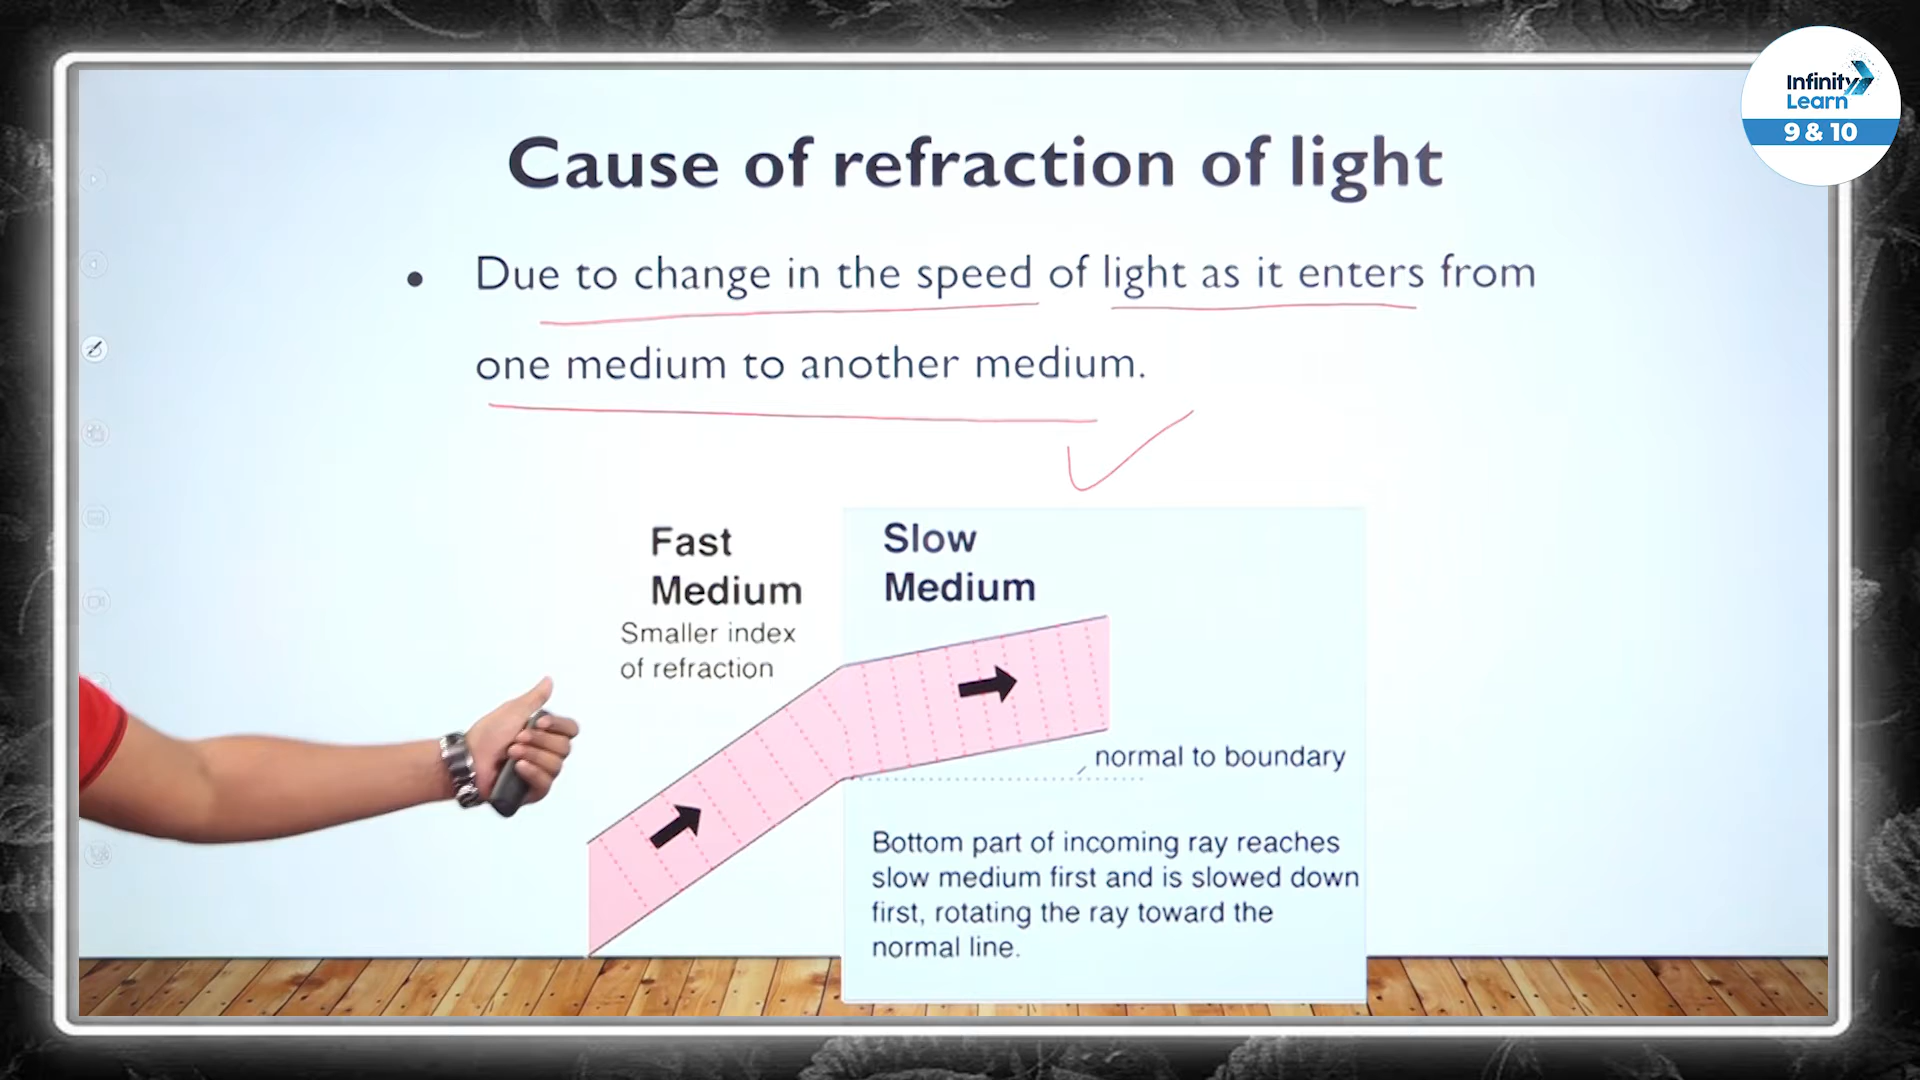 Infinity
Learn
9 & 10
Cause of refraction of light
• Due to change in the speed of light as it enters from
one medium to another medium.
Fast
Medium
Smaller index
of refraction
Slow
Medium
normal to boundary
Bottom part of incoming ray reaches
slow medium first and is slowed down
first, rotating the ray toward the
normal line.